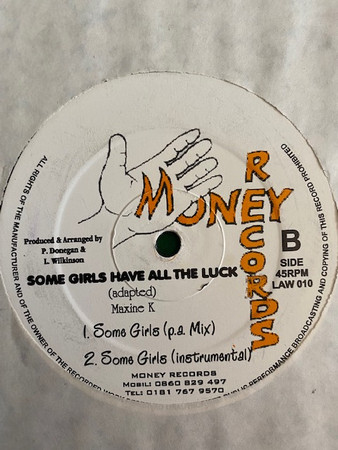 MONEY
RECORDS
B
SIDE
45RPM
LAW 010
Produced & Arranged by
P. Donegan &
L. Wilkinson
SOME GIRLS HAVE ALL THE LUCK
(adapted)
Maxine K
1. Some Girls (p.a. Mix)
2. Some Girls (instrumental)
MONEY RECORDS
MOBIL: 0860 829 497
TEL: 0181 767 9570
ALL RIGHTS OF THE MANUFACTURER AND OF THE OWNER OF THE RECORDED WORK PUBLIC PERFORMANCE BROADCASTING AND COPYING OF THIS RECORD PROHIBITED